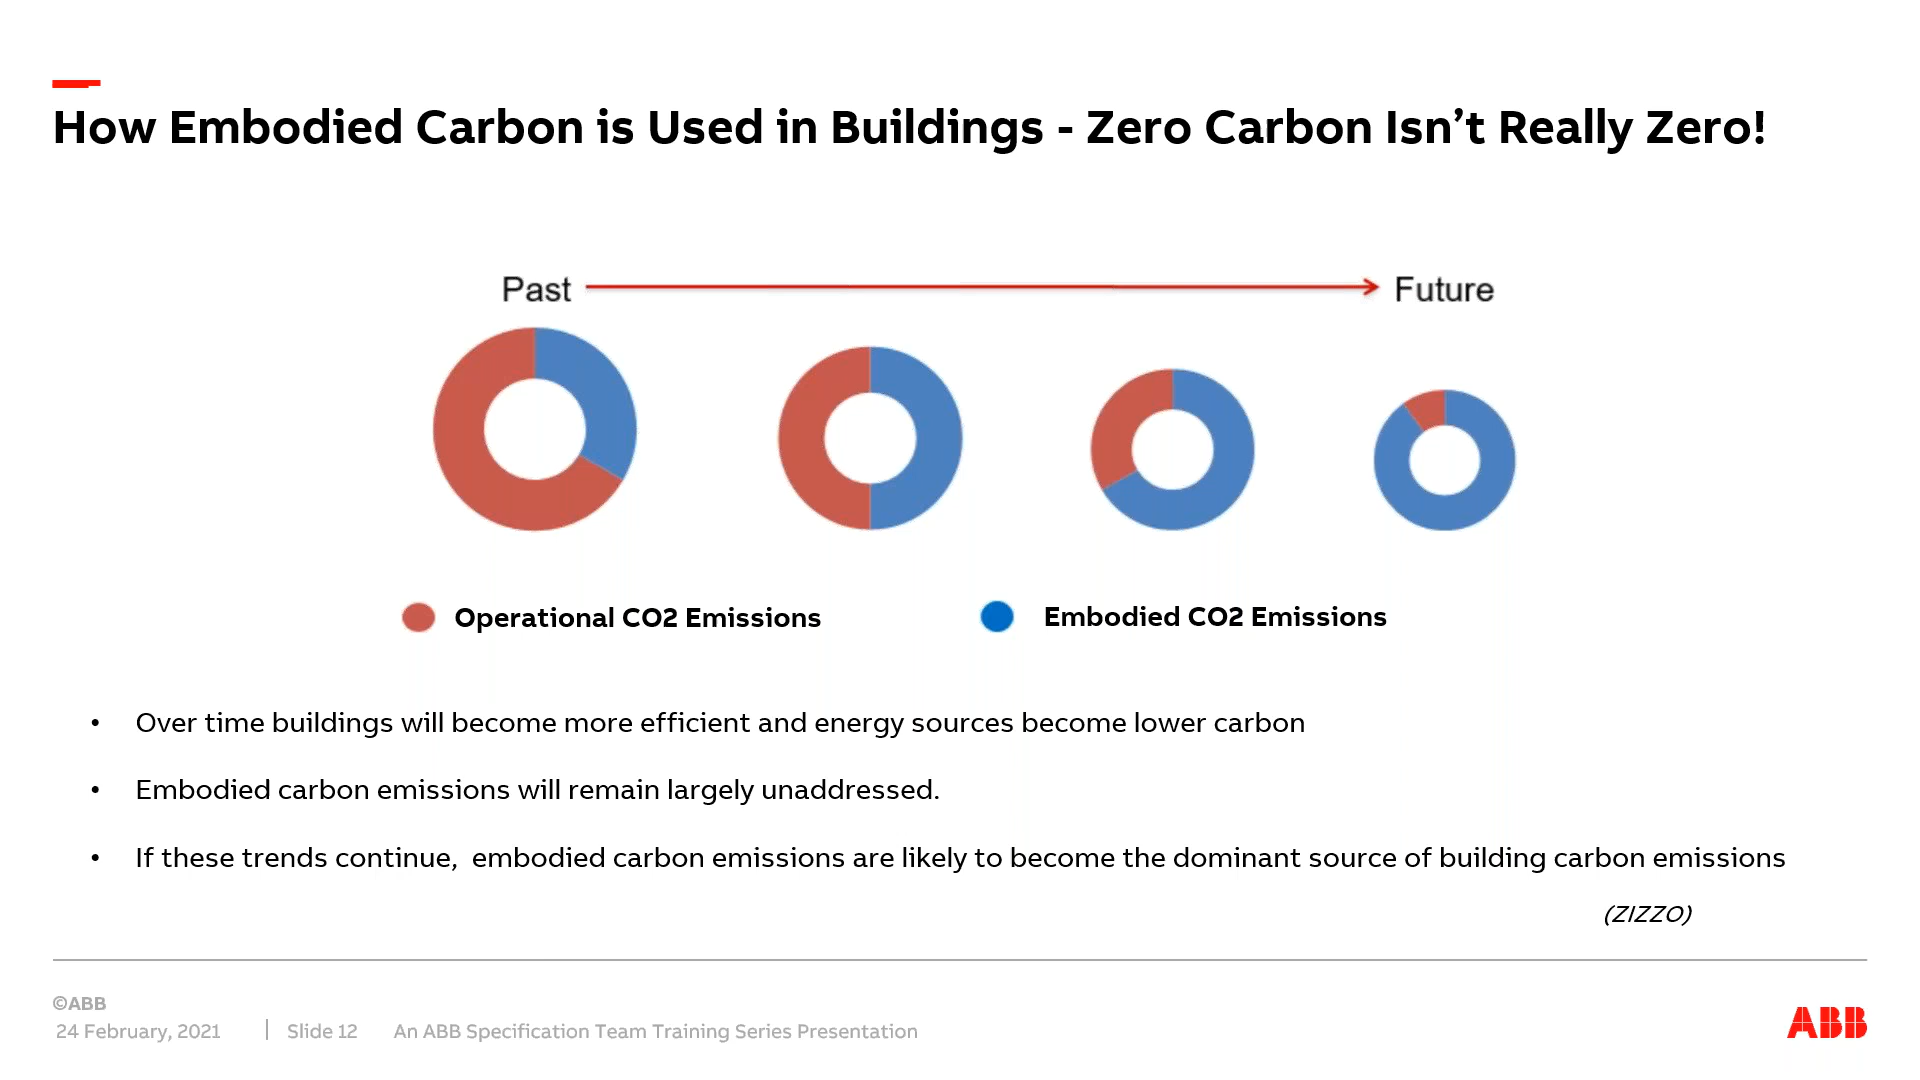 How Embodied Carbon is Used in Buildings - Zero Carbon Isn’t Really Zero!
Past
Future
Operational CO2 Emissions
Embodied CO2 Emissions
• Over time buildings will become more efficient and energy sources become lower carbon
• Embodied carbon emissions will remain largely unaddressed.
• If these trends continue,  embodied carbon emissions are likely to become the dominant source of building carbon emissions
(ZIZZO)
©ABB
24 February, 2021 | Slide 12 An ABB Specification Team Training Series Presentation
ABB